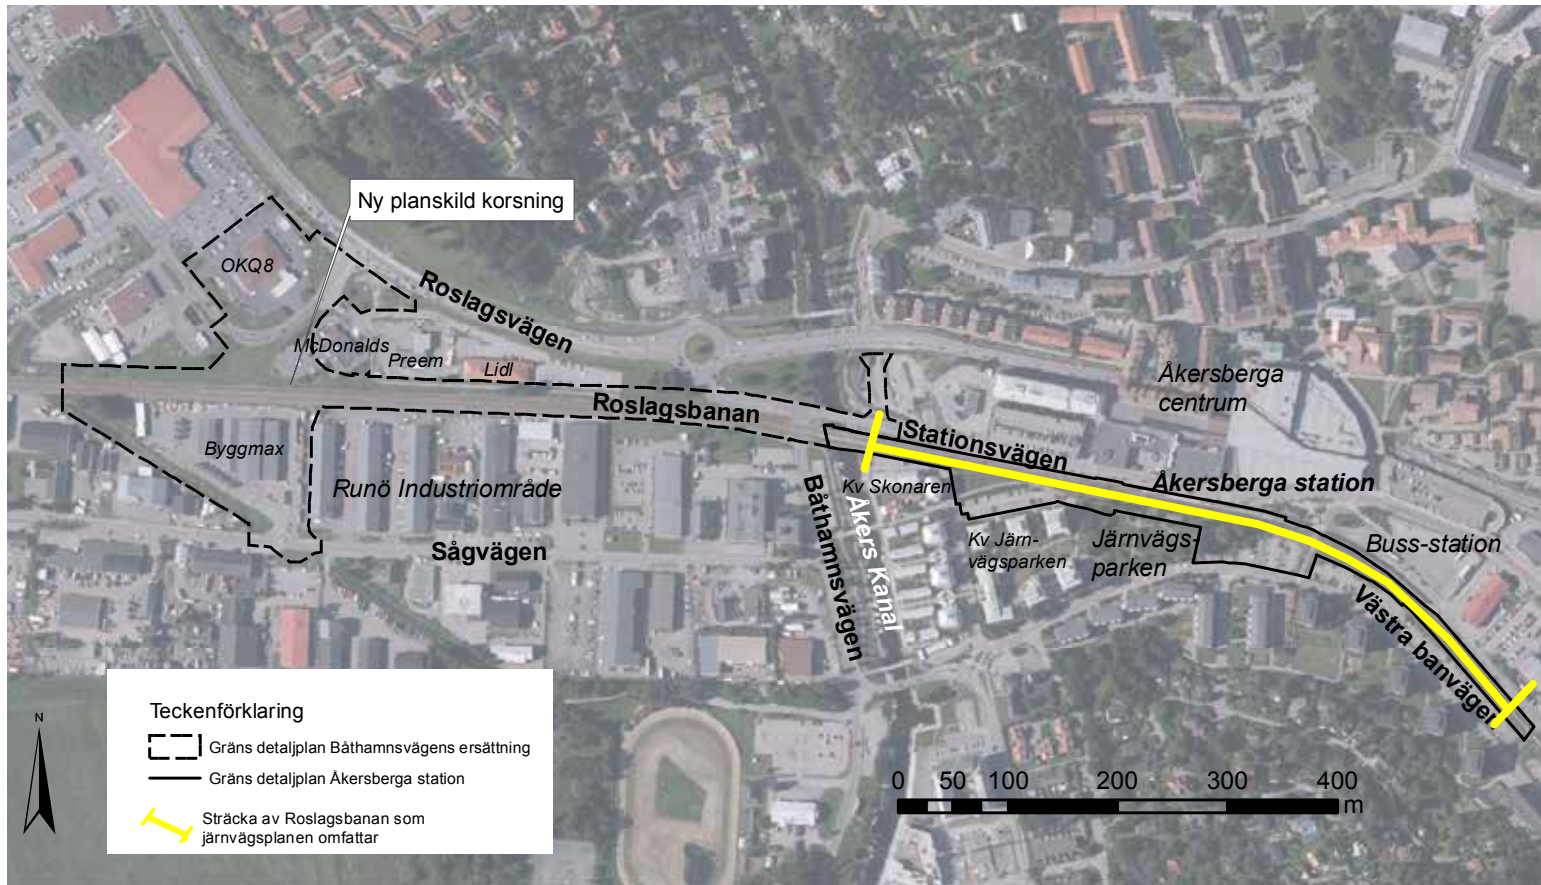 Ny planskild korsning
OKQ8
Roslagsvägen
McDonalds
Preem
Lidl
Åkersberga
centrum
Roslagsbanan
Stationsvägen
Byggmax
Runö Industriområde
Kv Skonaren
Åkersberga station
Båthamnsvägen
Åkers Kanal
Kv Järn-
vägsparken
Järnvägs-
parken
Buss-station
Sågvägen
Västra banvägen
N
Teckenförklaring
Gräns detaljplan Båthamnsvägens ersättning
Gräns detaljplan Åkersberga station
Sträcka av Roslagsbanan som
järnvägsplanen omfattar
0 50 100 200 300 400
m